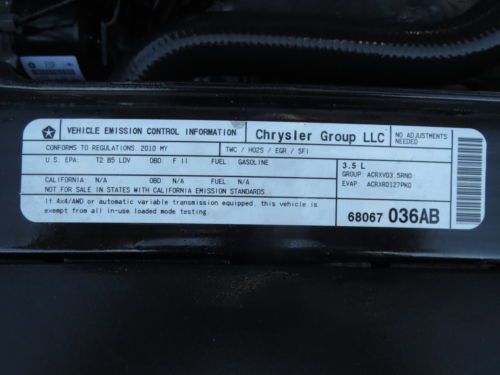 VEHICLE EMISSION CONTROL INFORMATION
Chrysler Group LLC
NO ADJUSTMENTS
NEEDED
CONFORMS TO REGULATIONS: 2010 MY
TWC / HO2S / EGR / SFI
U.S. EPA T2 B5 LDV OBD F II FUEL GASOLINE
CALIFORNIA N/A OBD N/A FUEL N/A
NOT FOR SALE IN STATES WITH CALIFORNIA EMISSION STANDARDS
3.5 L
GROUP: ACRXV03.5RN0
EVAP: ACRXR0127PK0
If 4x4/AWD or automatic variable transmission equipped, this vehicle is
exempt from all in-use loaded mode testing.
68067 036AB